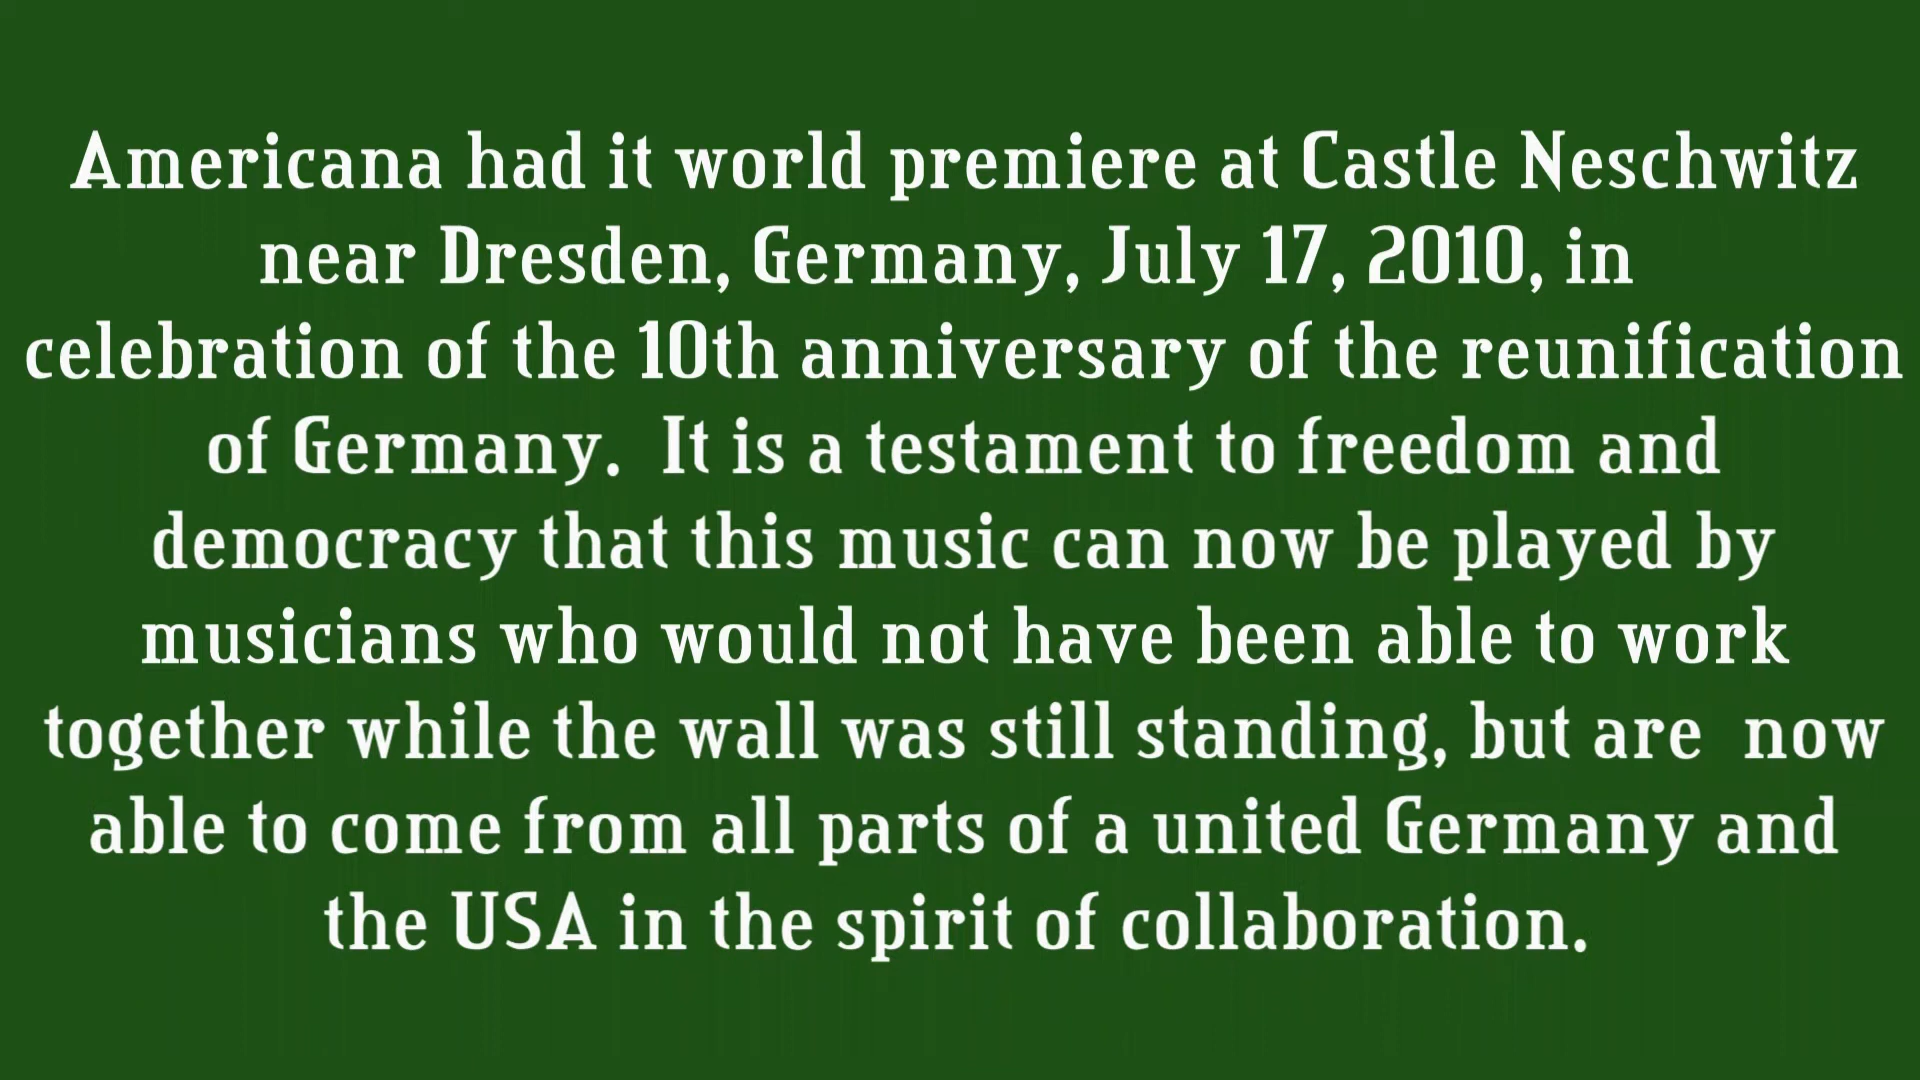 Americana had it world premiere at Castle Neschwitz
near Dresden, Germany, July 17, 2010, in
celebration of the 10th anniversary of the reunification
of Germany.  It is a testament to freedom and
democracy that this music can now be played by
musicians who would not have been able to work
together while the wall was still standing, but are  now
able to come from all parts of a united Germany and
the USA in the spirit of collaboration.